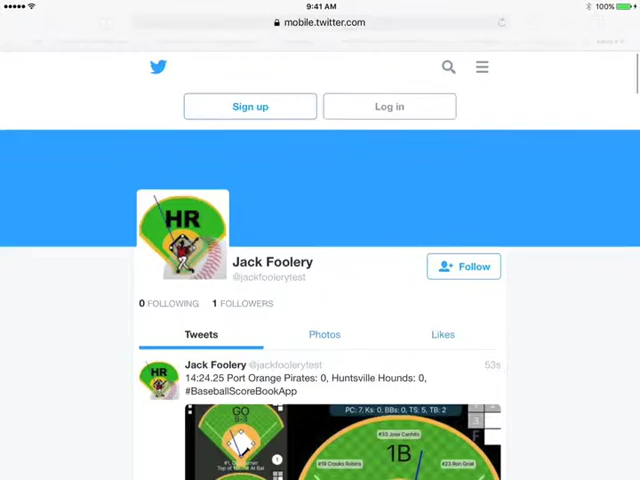 9:41 AM
100%
mobile.twitter.com
Sign up
Log in
HR
Jack Foolery
@jackfoolerytest
Follow
0 FOLLOWING 1 FOLLOWERS
Tweets
Photos
Likes
HR
Jack Foolery @jackfoolerytest 53s
14:24.25 Port Orange Pirates: 0, Huntsville Hounds: 0,
#BaseballScoreBookApp
GO
PC: 7, Ks: 0, BBs: 0, TS: 5, TB: 2
1B